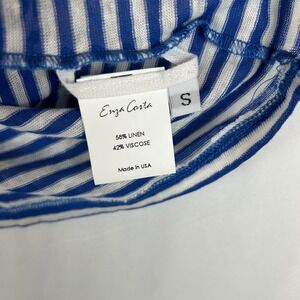 Enza Costa
S
58% LINEN
42% VISCOSE
Made in USA